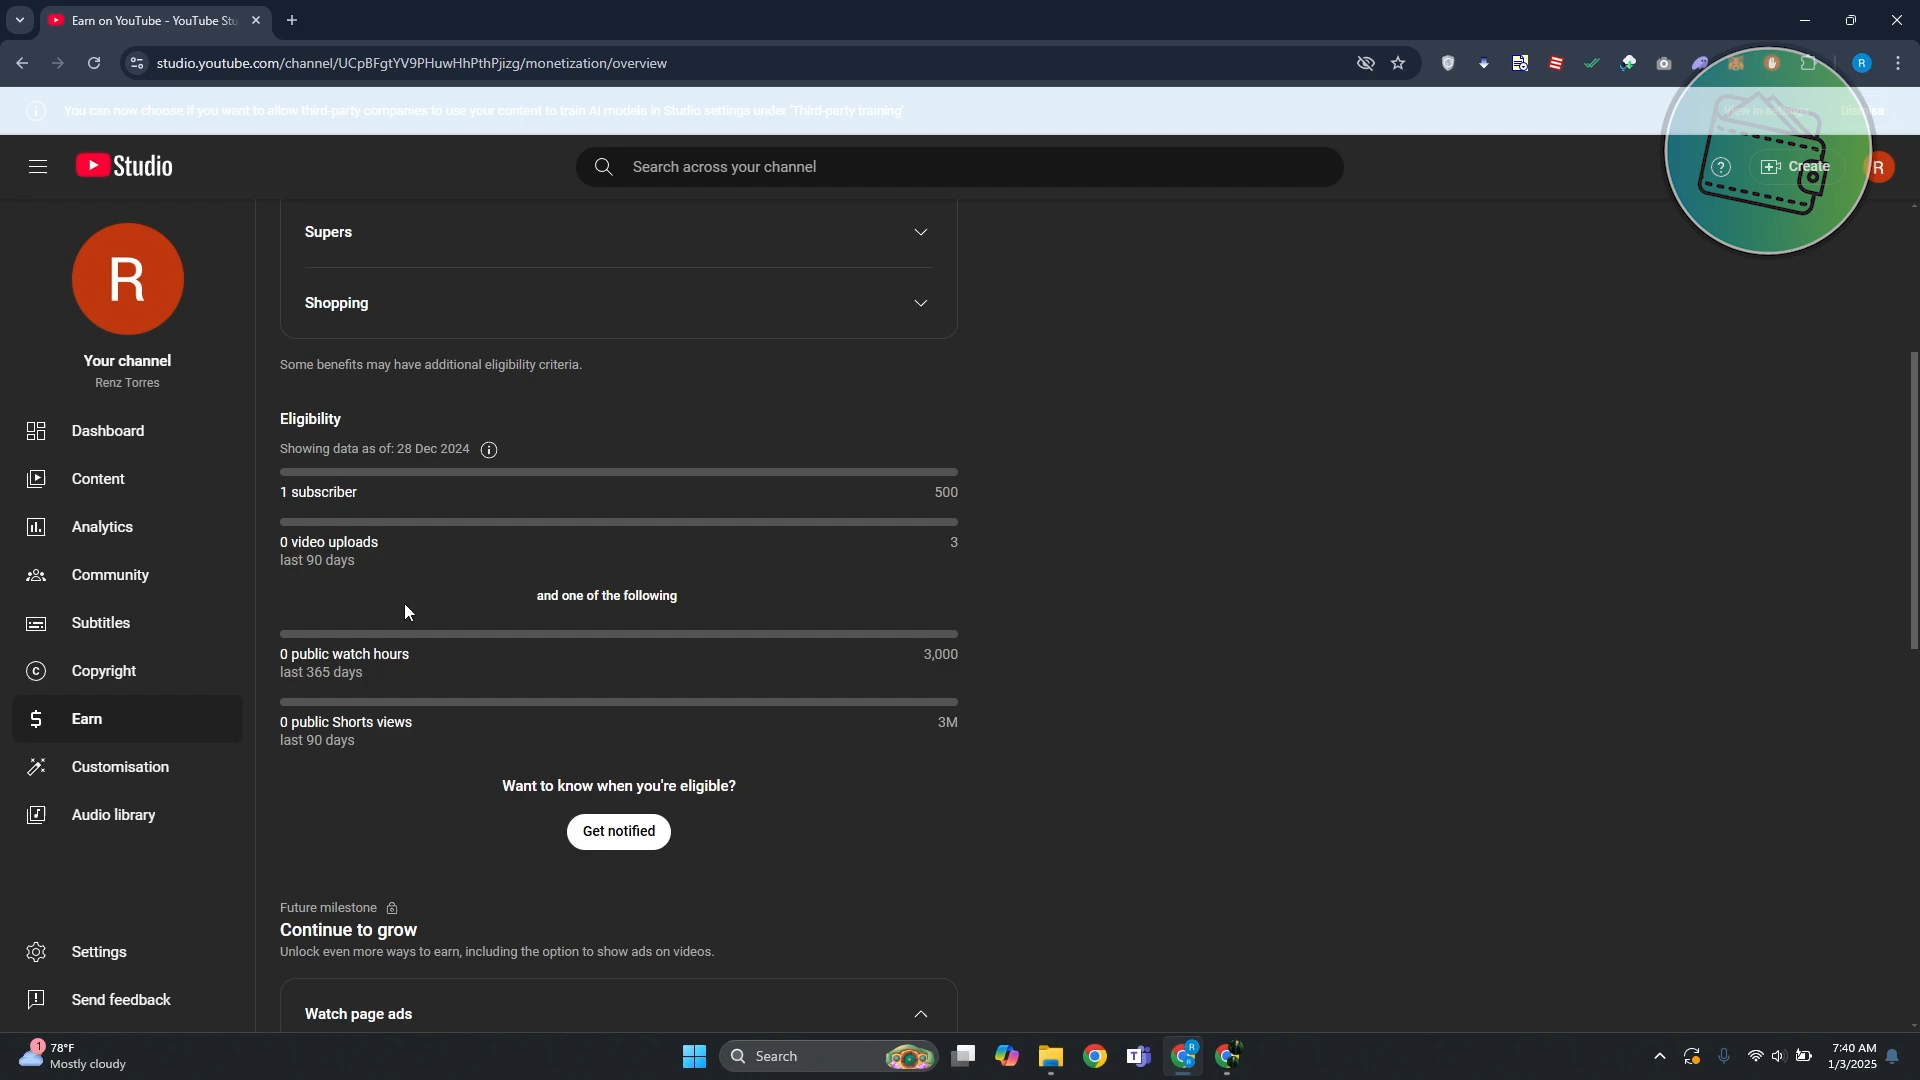 Earn on YouTube - YouTube Stu
studio.youtube.com/channel/UCpBFgtYV9PHuwHhPthPjizg/monetization/overview
R
You can now choose if you want to allow third-party companies to use your content to train AI models in Studio settings under 'Third-party training'
View in settings
Dismiss
Studio
Search across your channel
?
Create
R
R
Your channel
Renz Torres
Dashboard
Content
Analytics
Community
Subtitles
Copyright
Earn
Customisation
Audio library
Settings
Send feedback
Supers
Shopping
Some benefits may have additional eligibility criteria.
Eligibility
Showing data as of: 28 Dec 2024
1 subscriber
500
0 video uploads
3
last 90 days
and one of the following
0 public watch hours
3,000
last 365 days
0 public Shorts views
3M
last 90 days
Want to know when you're eligible?
Get notified
Future milestone
Continue to grow
Unlock even more ways to earn, including the option to show ads on videos.
Watch page ads
1
78°F
Mostly cloudy
Search
R
7:40 AM
1/3/2025